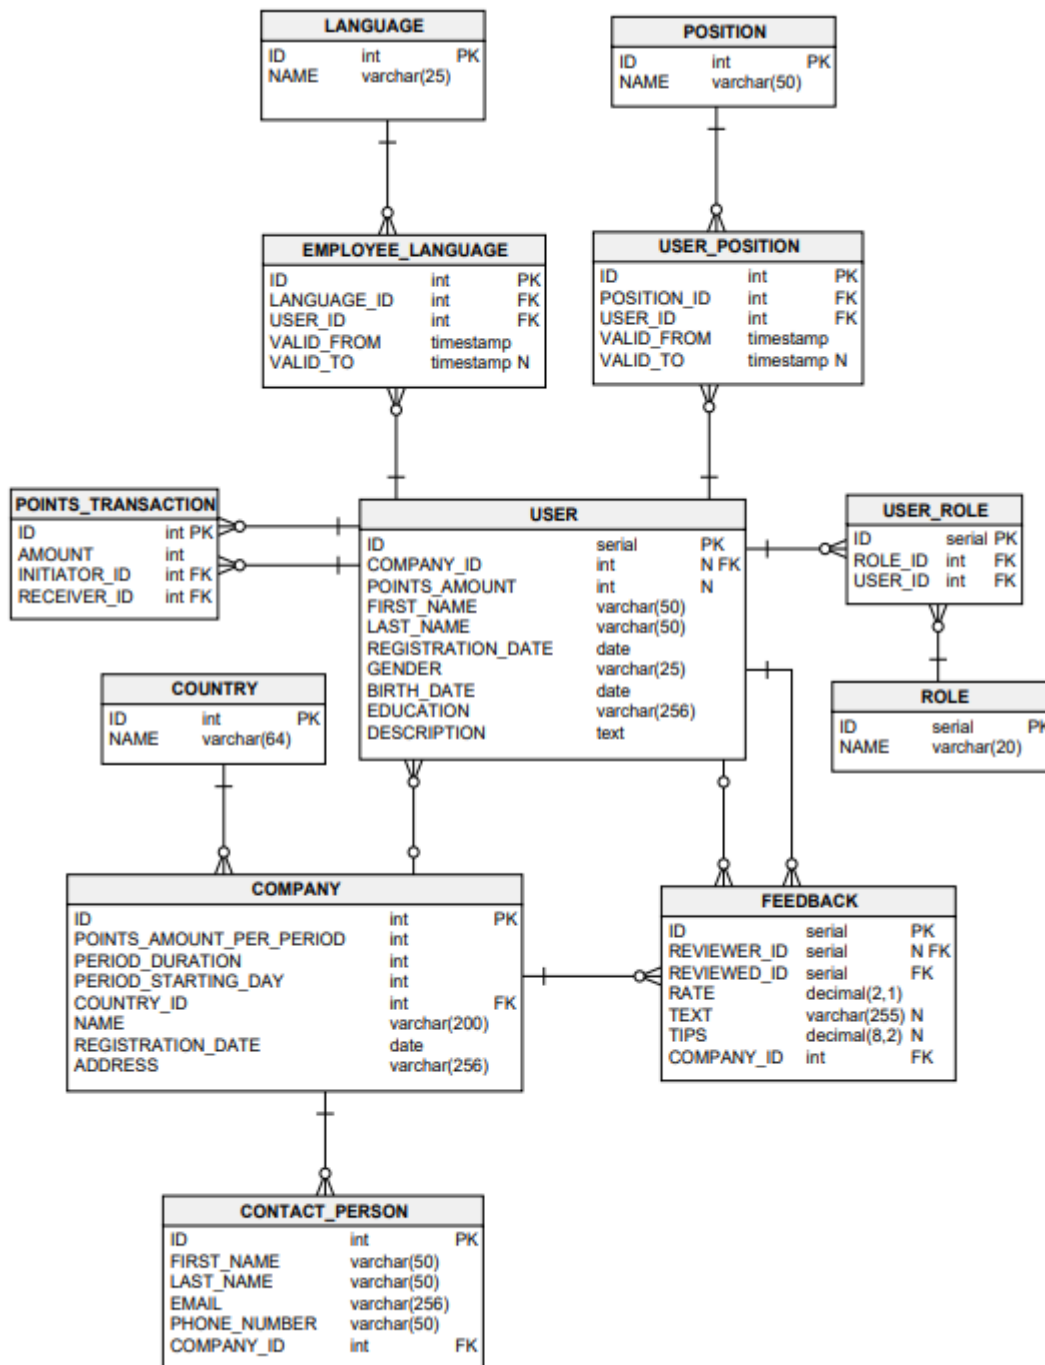 LANGUAGE
ID int PK
NAME varchar(25)
POSITION
ID int PK
NAME varchar(50)
EMPLOYEE_LANGUAGE
ID int PK
LANGUAGE_ID int FK
USER_ID int FK
VALID_FROM timestamp
VALID_TO timestamp N
USER_POSITION
ID int PK
POSITION_ID int FK
USER_ID int FK
VALID_FROM timestamp
VALID_TO timestamp N
POINTS_TRANSACTION
ID int PK
AMOUNT int
INITIATOR_ID int FK
RECEIVER_ID int FK
USER
ID serial PK
COMPANY_ID int N FK
POINTS_AMOUNT int N
FIRST_NAME varchar(50)
LAST_NAME varchar(50)
REGISTRATION_DATE date
GENDER varchar(25)
BIRTH_DATE date
EDUCATION varchar(256)
DESCRIPTION text
USER_ROLE
ID serial PK
ROLE_ID int FK
USER_ID int FK
COUNTRY
ID int PK
NAME varchar(64)
ROLE
ID serial PK
NAME varchar(20)
COMPANY
ID int PK
POINTS_AMOUNT_PER_PERIOD int
PERIOD_DURATION int
PERIOD_STARTING_DAY int
COUNTRY_ID int FK
NAME varchar(200)
REGISTRATION_DATE date
ADDRESS varchar(256)
FEEDBACK
ID serial PK
REVIEWER_ID serial N FK
REVIEWED_ID serial FK
RATE decimal(2,1)
TEXT varchar(255) N
TIPS decimal(8,2) N
COMPANY_ID int FK
CONTACT_PERSON
ID int PK
FIRST_NAME varchar(50)
LAST_NAME varchar(50)
EMAIL varchar(256)
PHONE_NUMBER varchar(50)
COMPANY_ID int FK